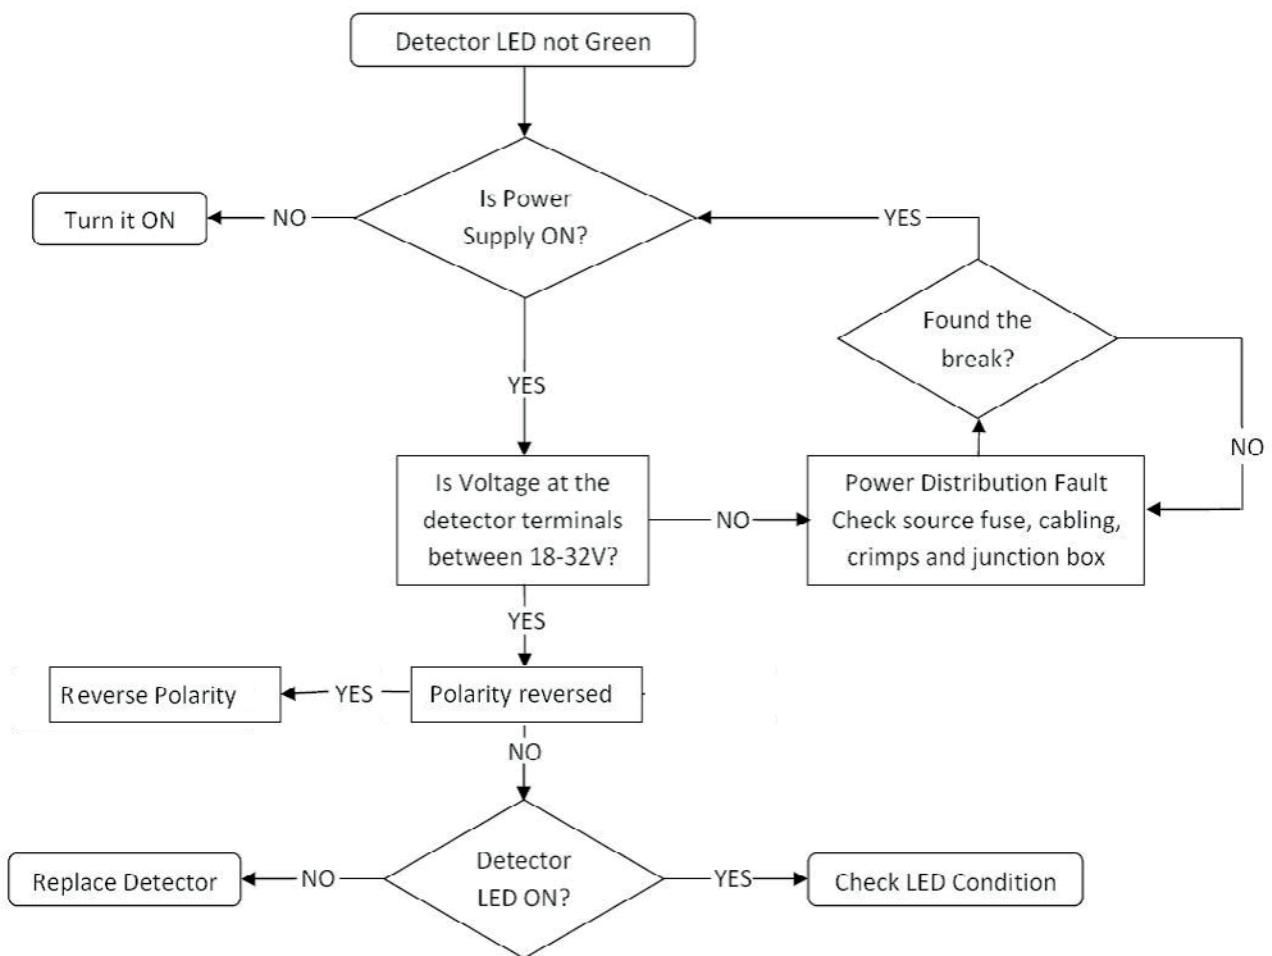 Detector LED not Green
Is Power
Supply ON?
Turn it ON
NO
YES
Found the
break?
YES
NO
Is Voltage at the
detector terminals
between 18-32V?
NO
Power Distribution Fault
Check source fuse, cabling,
crimps and junction box
YES
Reverse Polarity
YES
Polarity reversed
NO
Replace Detector
NO
Detector
LED ON?
YES
Check LED Condition